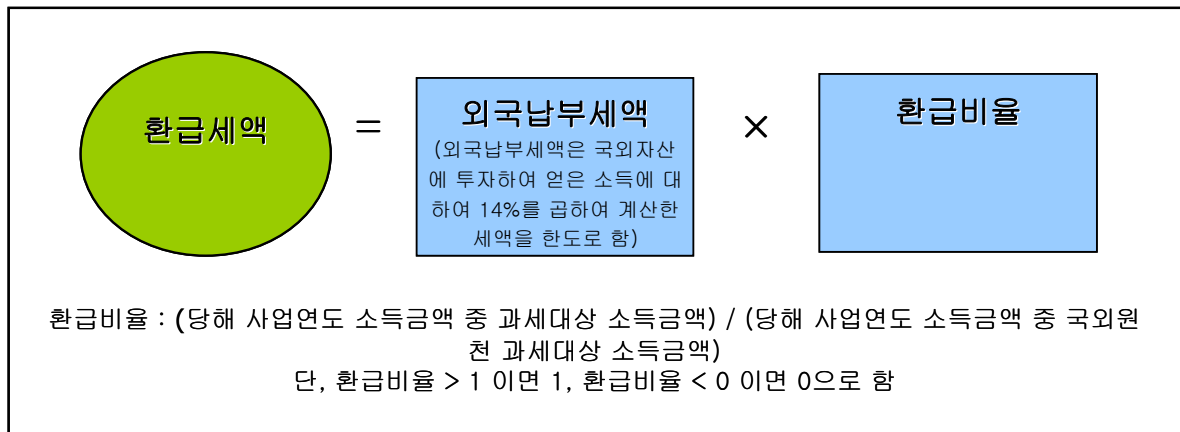 환급세액
=
외국납부세액
(외국납부세액은 국외자산
에 투자하여 얻은 소득에 대
하여 14%를 곱하여 계산한
세액을 한도로 함)
×
환급비율
환급비율 : (당해 사업연도 소득금액 중 과세대상 소득금액) / (당해 사업연도 소득금액 중 국외원
천 과세대상 소득금액)
단, 환급비율 > 1 이면 1, 환급비율 < 0 이면 0으로 함